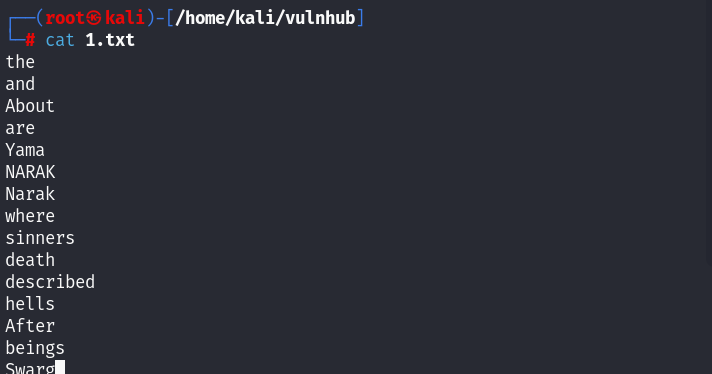 ┌──(root㉿kali)-[/home/kali/vulnhub]
└─# cat 1.txt
the
and
About
are
Yama
NARAK
Narak
where
sinners
death
described
hells
After
beings
Swarg